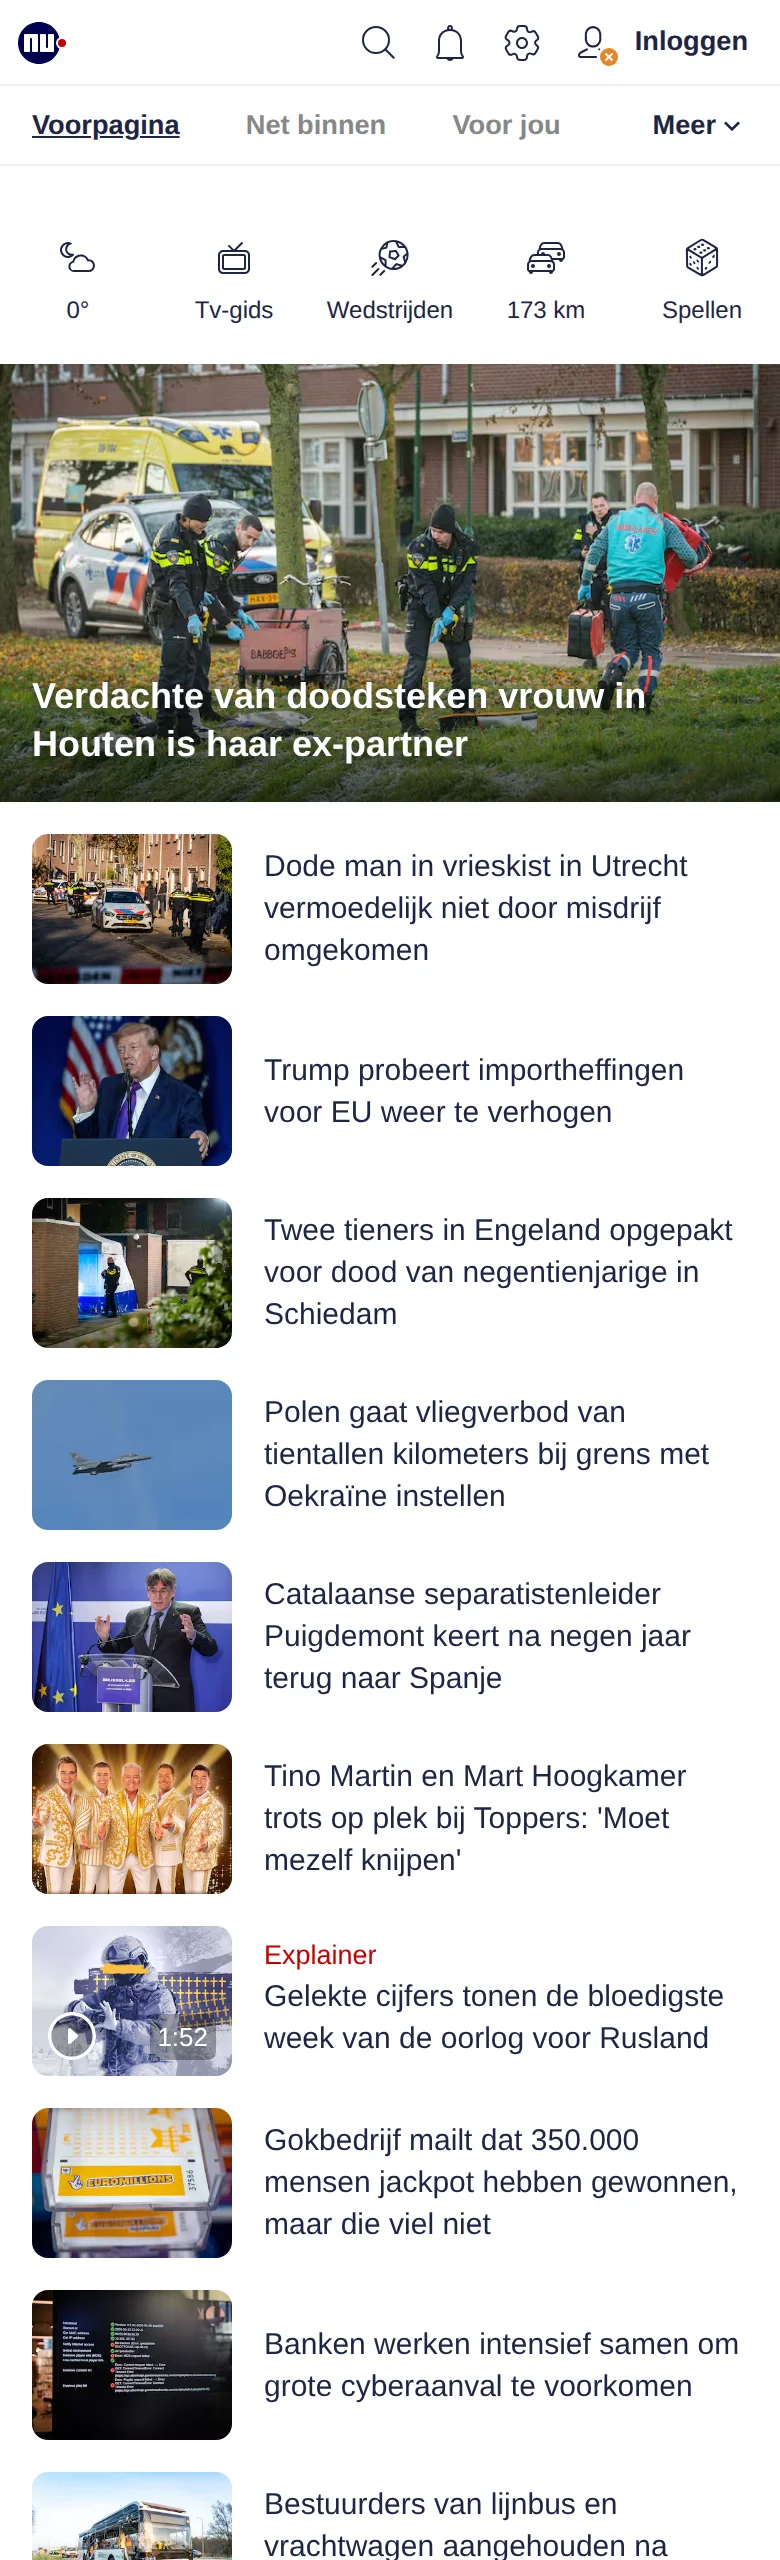 nu
Inloggen
Voorpagina
Net binnen
Voor jou
Meer
0°
Tv-gids
Wedstrijden
173 km
Spellen
AMBULANCE
BABBOE
Verdachte van doodsteken vrouw in
Houten is haar ex-partner
Dode man in vrieskist in Utrecht
vermoedelijk niet door misdrijf
omgekomen
Trump probeert importheffingen
voor EU weer te verhogen
Twee tieners in Engeland opgepakt
voor dood van negentienjarige in
Schiedam
Polen gaat vliegverbod van
tientallen kilometers bij grens met
Oekraïne instellen
Catalaanse separatistenleider
Puigdemont keert na negen jaar
terug naar Spanje
Tino Martin en Mart Hoogkamer
trots op plek bij Toppers: 'Moet
mezelf knijpen'
1:52
Explainer
Gelekte cijfers tonen de bloedigste
week van de oorlog voor Rusland
EUROMILLIONS
37586
Gokbedrijf mailt dat 350.000
mensen jackpot hebben gewonnen,
maar die viel niet
Banken werken intensief samen om
grote cyberaanval te voorkomen
Bestuurders van lijnbus en
vrachtwagen aangehouden na